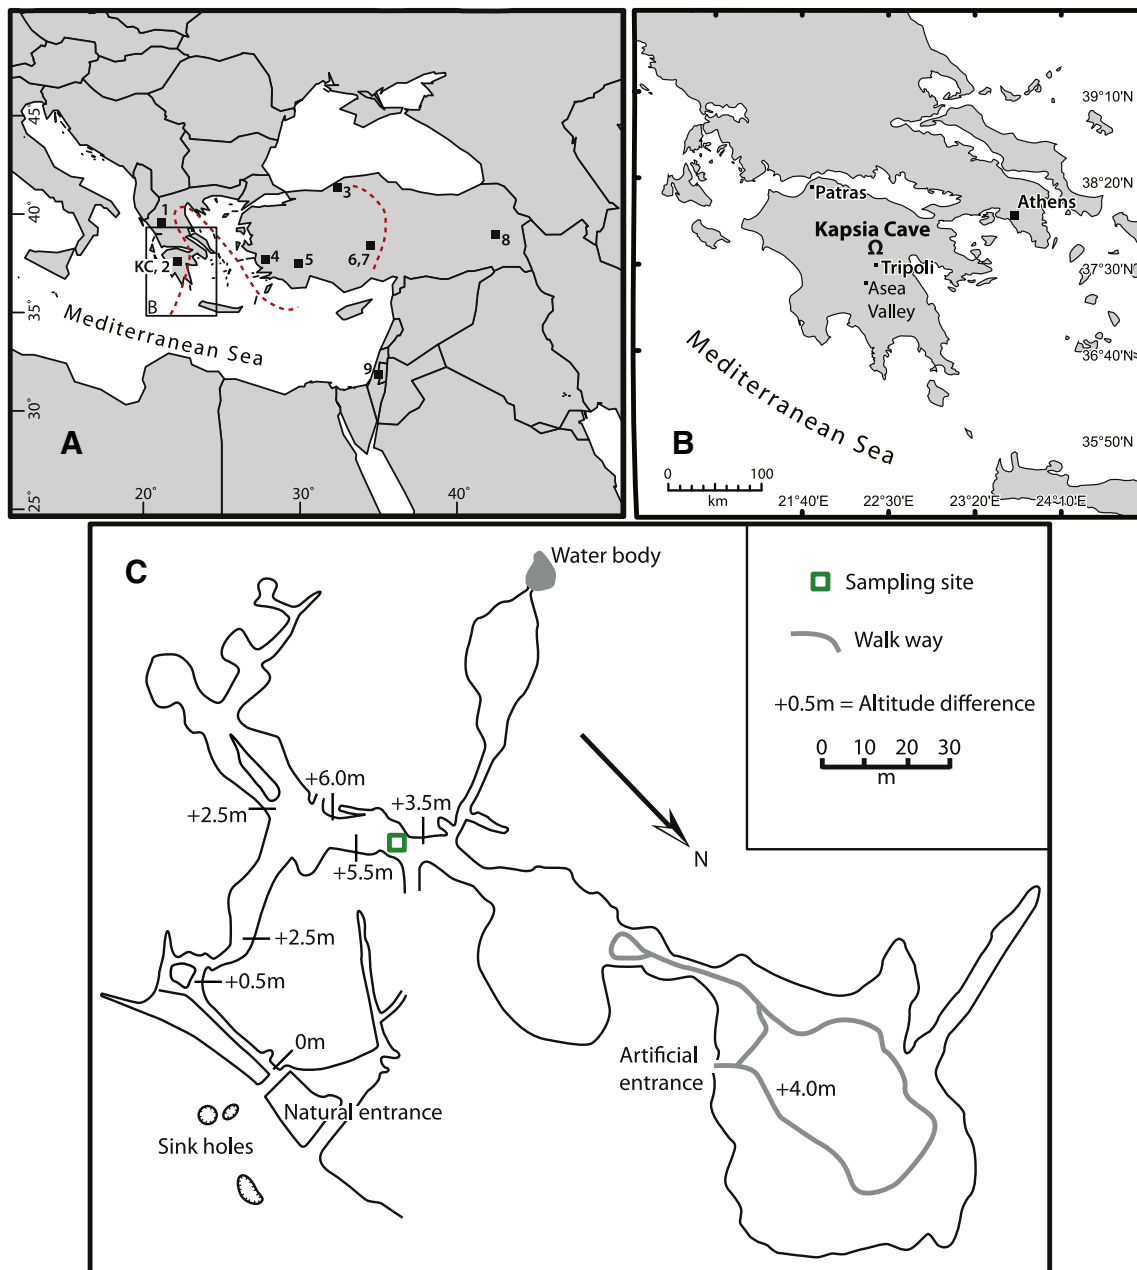 45°
40°
35°
30°
25°
20°
30°
40°
1
KC, 2
3
4
5
6,7
8
9
B
Mediterranean Sea
A
39°10'N
38°20'N
37°30'N
36°40'N
35°50'N
Patras
Athens
Kapsia Cave
Ω
Tripoli
Asea
Valley
Mediterranean Sea
B
0 100
km
21°40'E 22°30'E 23°20'E 24°10'E
C
Water body
Sampling site
Walk way
+0.5m = Altitude difference
0 10 20 30
m
N
+6.0m
+2.5m
+3.5m
+5.5m
+2.5m
+0.5m
0m
Natural entrance
Sink holes
Artificial
entrance
+4.0m